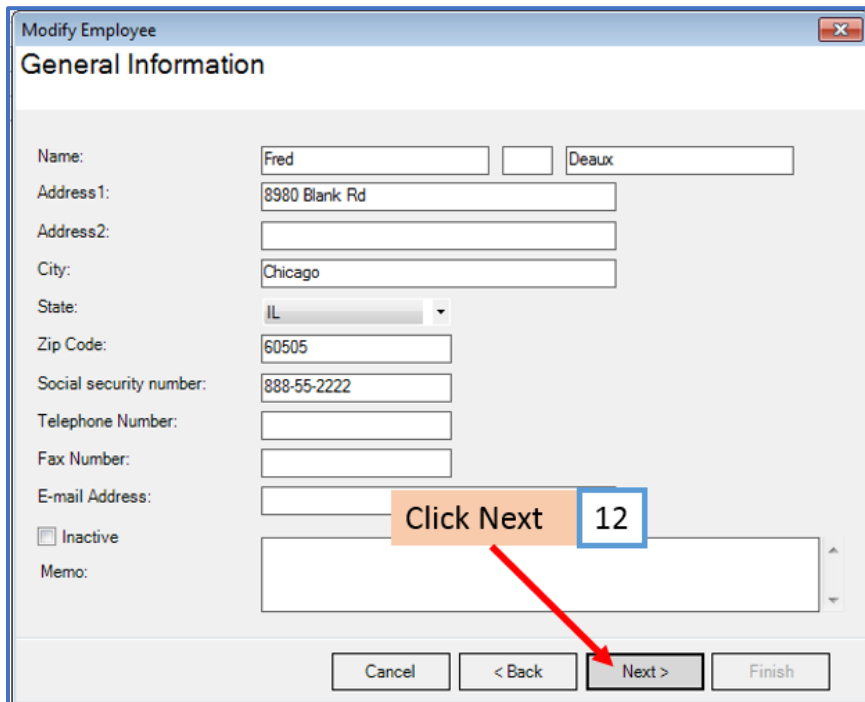 Modify Employee
General Information
Name: Fred Deaux
Address1: 8980 Blank Rd
Address2:
City: Chicago
State: IL
Zip Code: 60505
Social security number: 888-55-2222
Telephone Number:
Fax Number:
E-mail Address:
Click Next 12
Inactive
Memo:
Cancel < Back Next > Finish